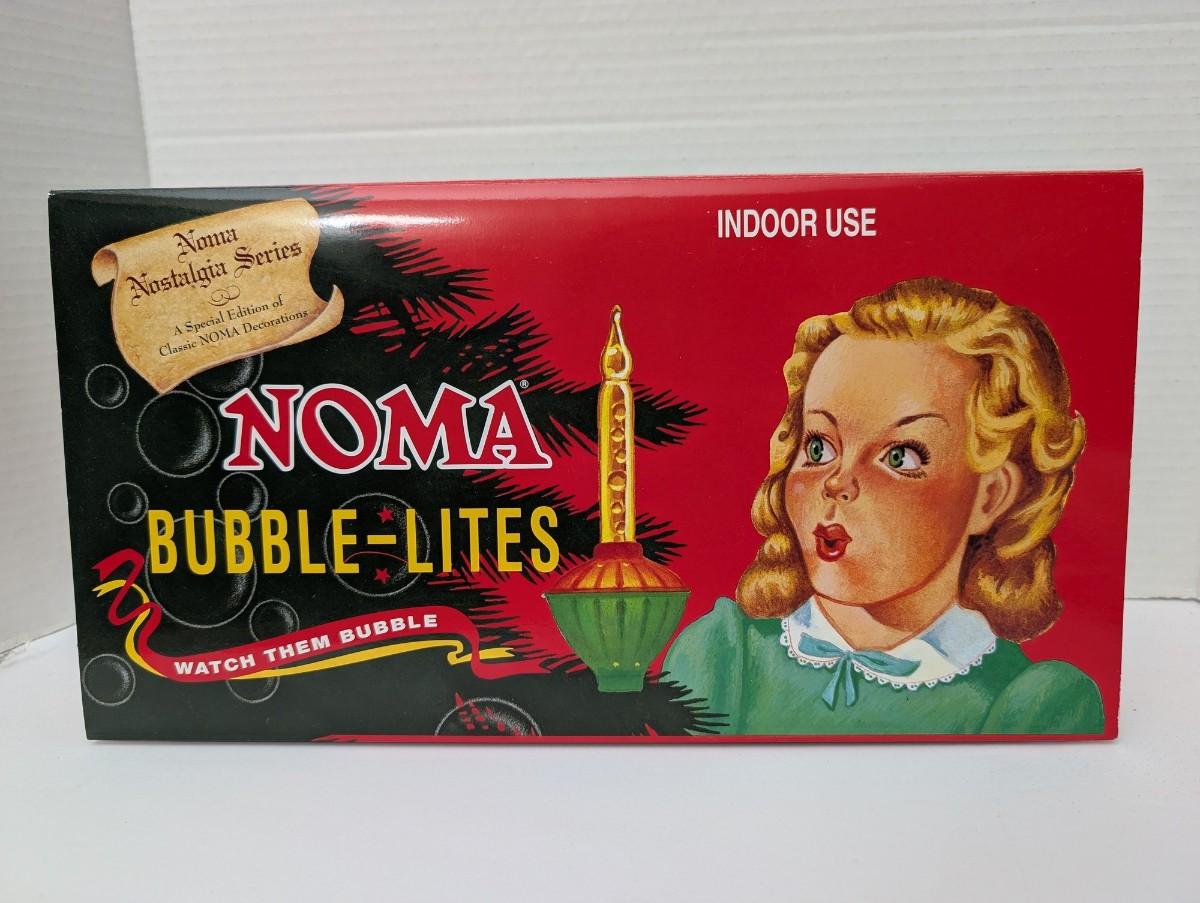 INDOOR USE
Noma
Nostalgia Series
A Special Edition of
Classic NOMA Decorations
NOMA®
BUBBLE-LITES
WATCH THEM BUBBLE